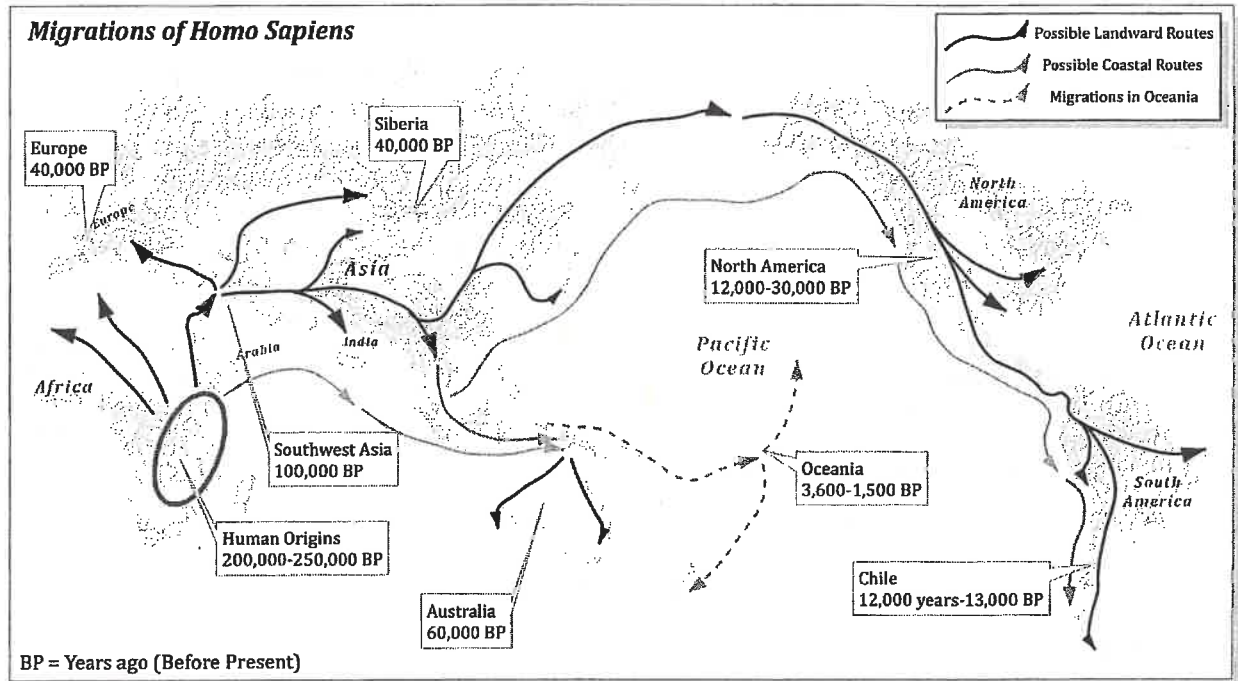 Migrations of Homo Sapiens
Possible Landward Routes
Possible Coastal Routes
Migrations in Oceania
Europe
40,000 BP
Siberia
40,000 BP
Europe
Asia
North
America
North America
12,000-30,000 BP
Atlantic
Ocean
Pacific
Ocean
Arabia
India
Africa
Southwest Asia
100,000 BP
Oceania
3,600-1,500 BP
South
America
Human Origins
200,000-250,000 BP
Chile
12,000 years-13,000 BP
Australia
60,000 BP
BP = Years ago (Before Present)